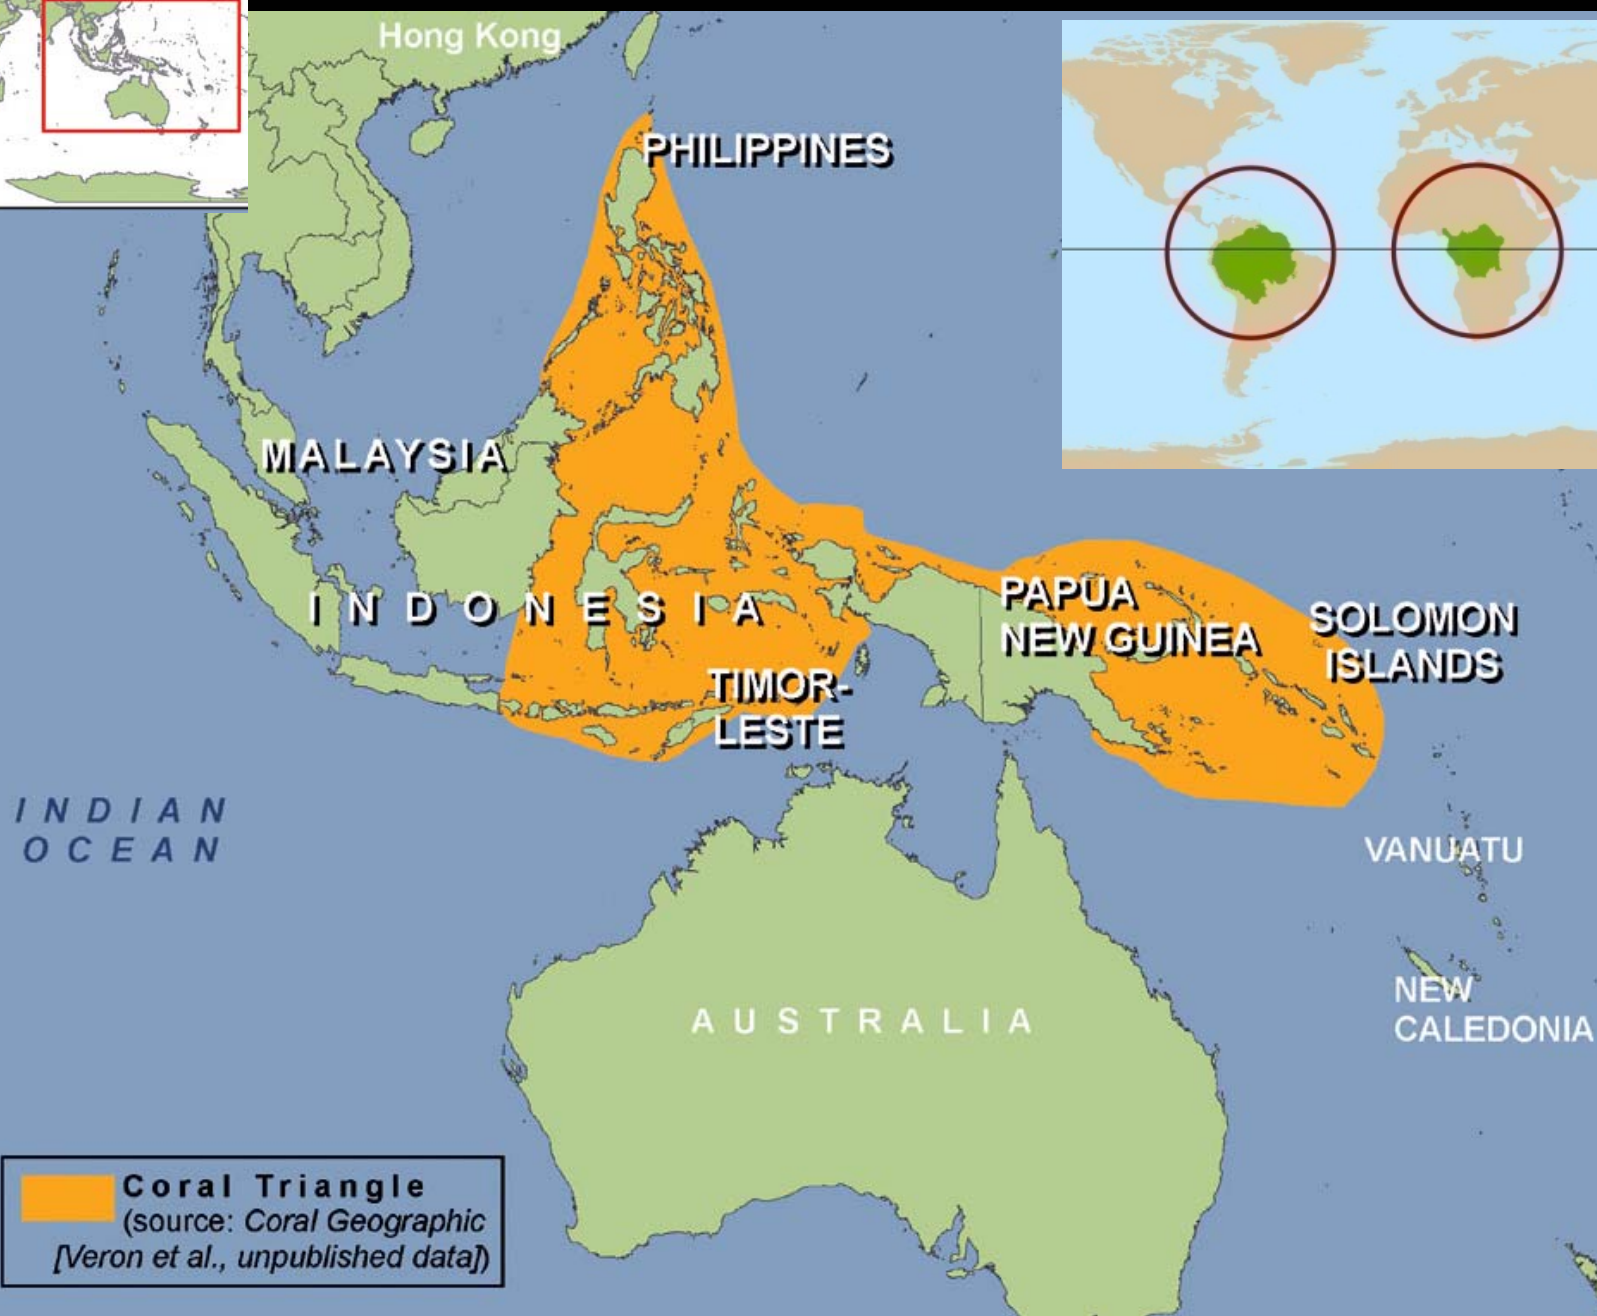 Hong Kong
PHILIPPINES
MALAYSIA
INDONESIA
PAPUA
NEW GUINEA
SOLOMON
ISLANDS
TIMOR-
LESTE
INDIAN
OCEAN
VANUATU
NEW
CALEDONIA
AUSTRALIA
Coral Triangle
(source: Coral Geographic
[Veron et al., unpublished data])